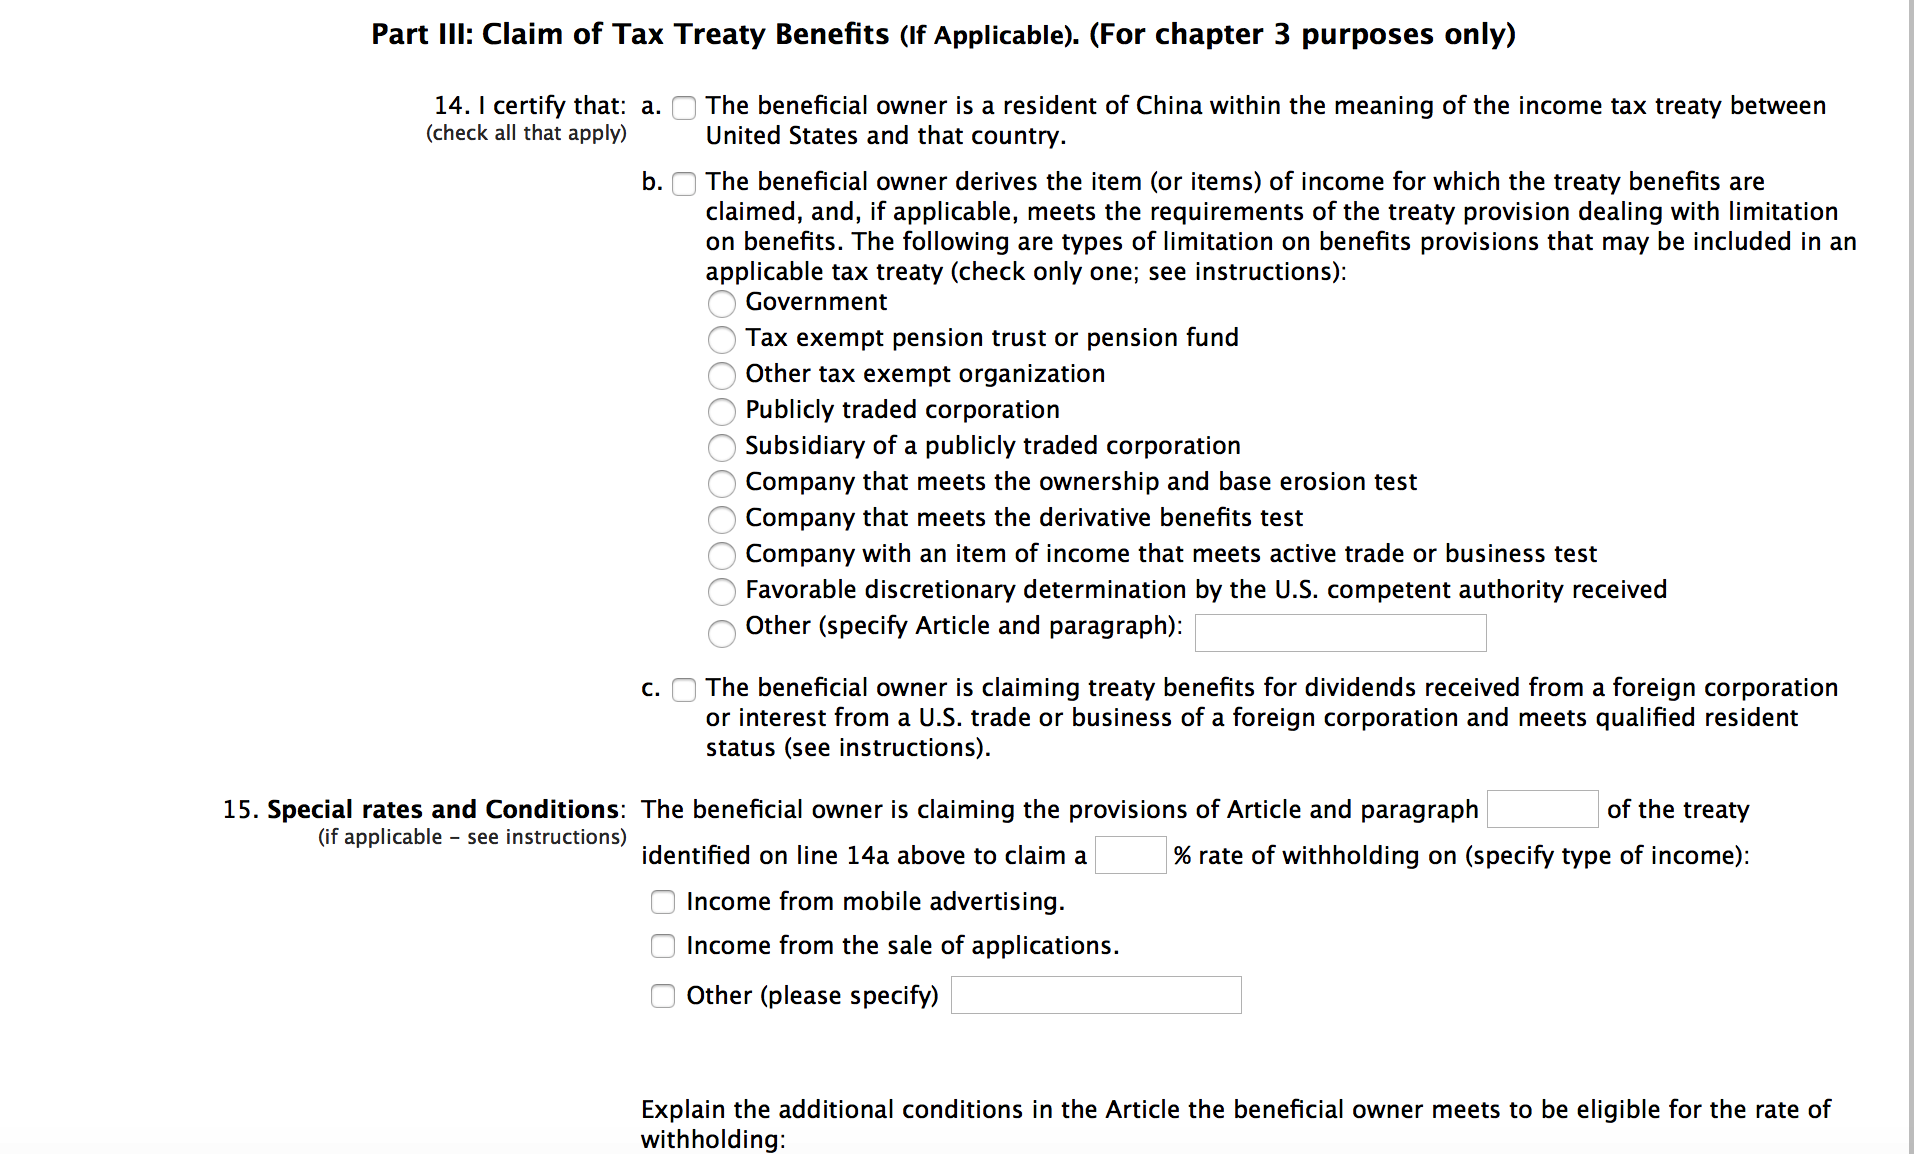 Part III: Claim of Tax Treaty Benefits (If Applicable). (For chapter 3 purposes only)
14. I certify that: a. The beneficial owner is a resident of China within the meaning of the income tax treaty between
(check all that apply) United States and that country.
b. The beneficial owner derives the item (or items) of income for which the treaty benefits are
claimed, and, if applicable, meets the requirements of the treaty provision dealing with limitation
on benefits. The following are types of limitation on benefits provisions that may be included in an
applicable tax treaty (check only one; see instructions):
Government
Tax exempt pension trust or pension fund
Other tax exempt organization
Publicly traded corporation
Subsidiary of a publicly traded corporation
Company that meets the ownership and base erosion test
Company that meets the derivative benefits test
Company with an item of income that meets active trade or business test
Favorable discretionary determination by the U.S. competent authority received
Other (specify Article and paragraph):
c. The beneficial owner is claiming treaty benefits for dividends received from a foreign corporation
or interest from a U.S. trade or business of a foreign corporation and meets qualified resident
status (see instructions).
15. Special rates and Conditions: The beneficial owner is claiming the provisions of Article and paragraph of the treaty
(if applicable – see instructions)
identified on line 14a above to claim a % rate of withholding on (specify type of income):
Income from mobile advertising.
Income from the sale of applications.
Other (please specify)
Explain the additional conditions in the Article the beneficial owner meets to be eligible for the rate of
withholding: